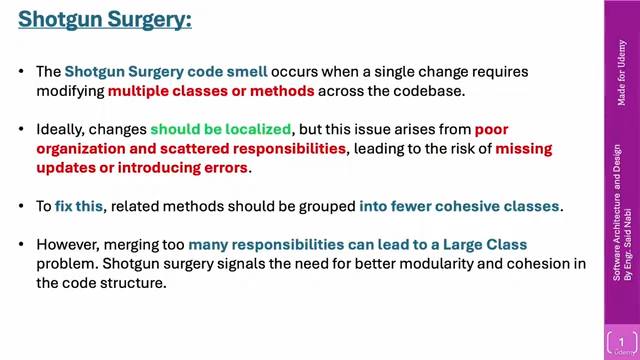 Shotgun Surgery:
• The Shotgun Surgery code smell occurs when a single change requires
modifying multiple classes or methods across the codebase.
• Ideally, changes should be localized, but this issue arises from poor
organization and scattered responsibilities, leading to the risk of missing
updates or introducing errors.
• To fix this, related methods should be grouped into fewer cohesive classes.
• However, merging too many responsibilities can lead to a Large Class
problem. Shotgun surgery signals the need for better modularity and cohesion in
the code structure.
Made for Udemy
Software Architecture and Design
By Engr. Said Nabi
1
Udemy